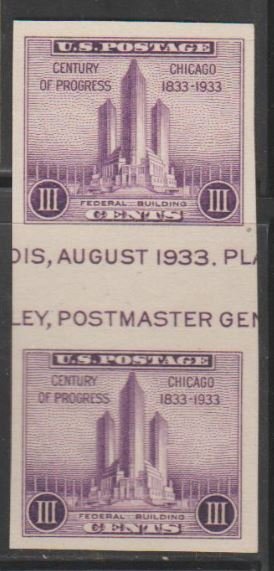 U.S. POSTAGE
CENTURY OF PROGRESS
CHICAGO 1833-1933
FEDERAL BUILDING
III CENTS III
OIS, AUGUST 1933. PLA
LEY, POSTMASTER GEN
U.S. POSTAGE
CENTURY OF PROGRESS
CHICAGO 1833-1933
FEDERAL BUILDING
III CENTS III